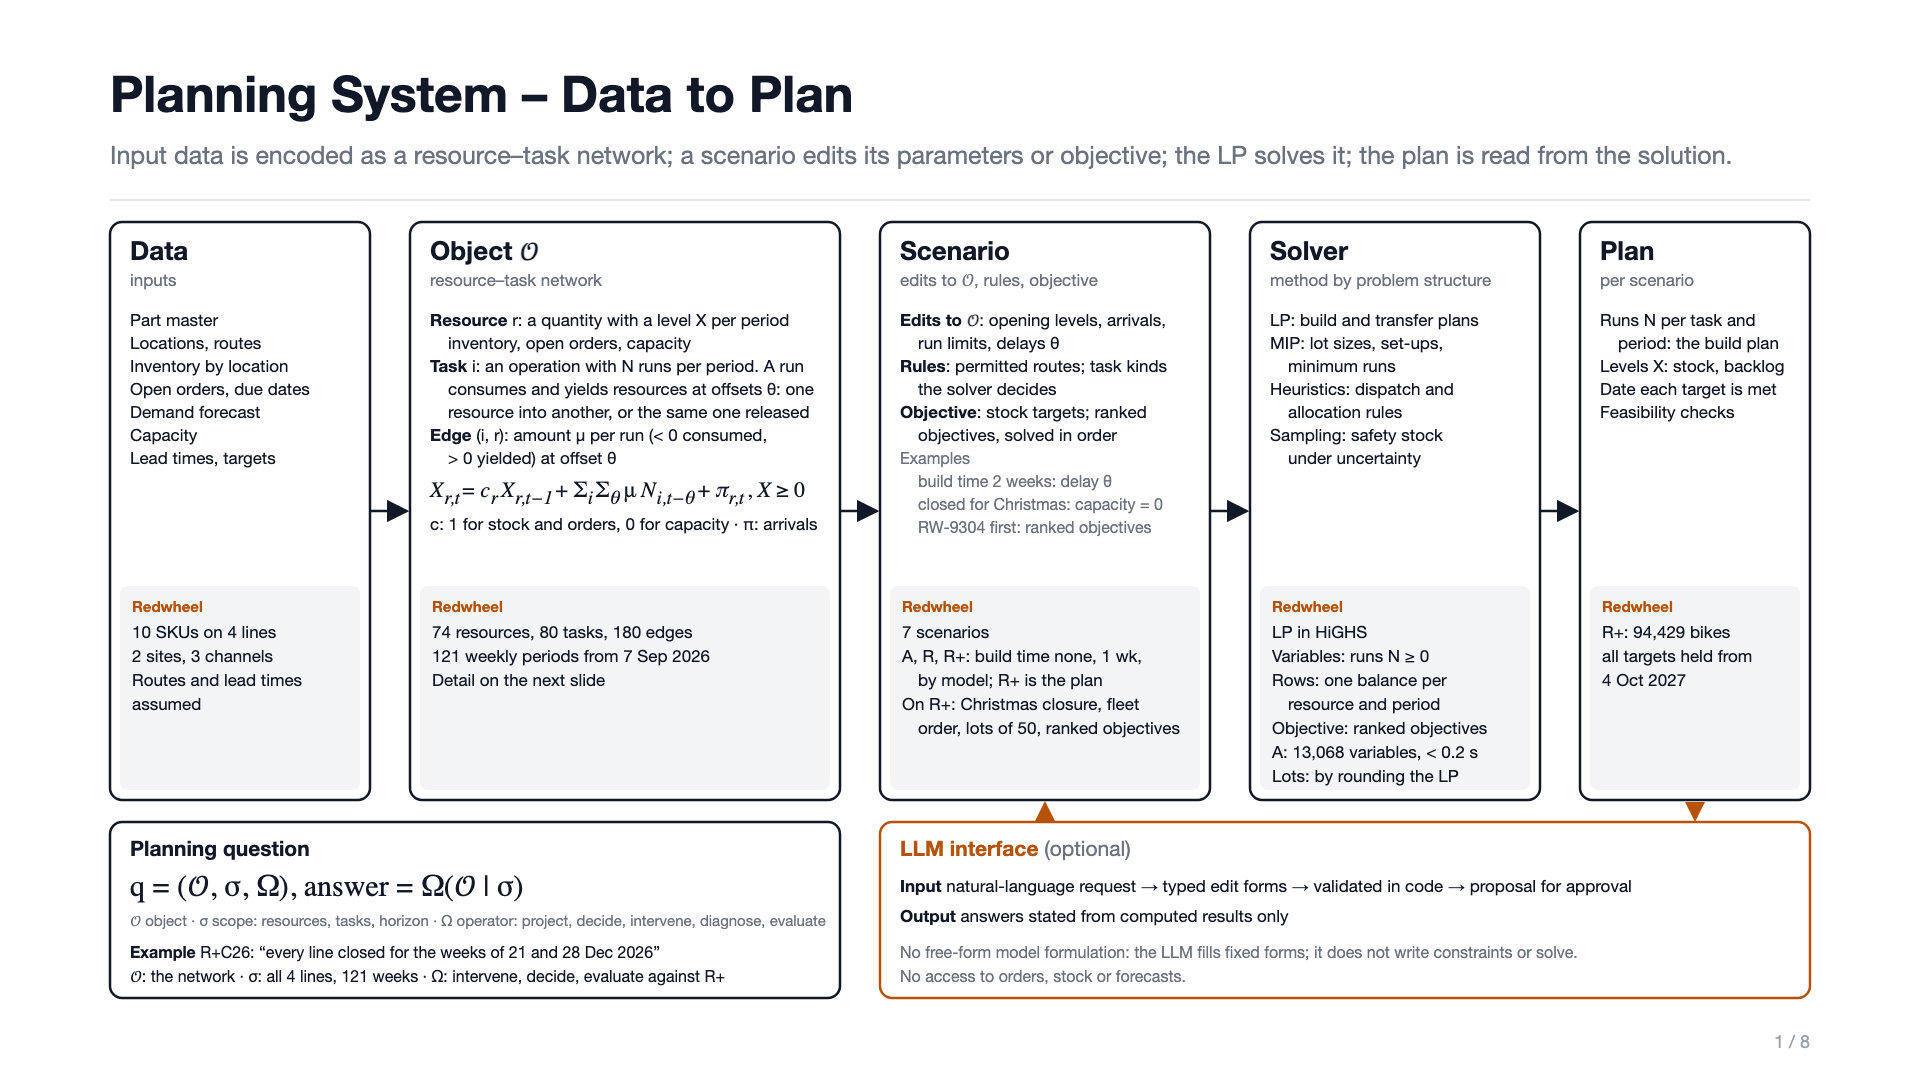 Planning System – Data to Plan
Input data is encoded as a resource–task network; a scenario edits its parameters or objective; the LP solves it; the plan is read from the solution.
Data
inputs
Part master
Locations, routes
Inventory by location
Open orders, due dates
Demand forecast
Capacity
Lead times, targets
Redwheel
10 SKUs on 4 lines
2 sites, 3 channels
Routes and lead times
assumed
Object 𝒪
resource–task network
Resource r: a quantity with a level X per period
inventory, open orders, capacity
Task i: an operation with N runs per period. A run
consumes and yields resources at offsets θ: one
resource into another, or the same one released
Edge (i, r): amount μ per run (< 0 consumed,
> 0 yielded) at offset θ
X_{r,t} = c_r X_{r,t−1} + Σ_i Σ_θ μ N_{i,t−θ} + π_{r,t}, X ≥ 0
c: 1 for stock and orders, 0 for capacity · π: arrivals
Redwheel
74 resources, 80 tasks, 180 edges
121 weekly periods from 7 Sep 2026
Detail on the next slide
Scenario
edits to 𝒪, rules, objective
Edits to 𝒪: opening levels, arrivals,
run limits, delays θ
Rules: permitted routes; task kinds
the solver decides
Objective: stock targets; ranked
objectives, solved in order
Examples
build time 2 weeks: delay θ
closed for Christmas: capacity = 0
RW-9304 first: ranked objectives
Redwheel
7 scenarios
A, R, R+: build time none, 1 wk,
by model; R+ is the plan
On R+: Christmas closure, fleet
order, lots of 50, ranked objectives
Solver
method by problem structure
LP: build and transfer plans
MIP: lot sizes, set-ups,
minimum runs
Heuristics: dispatch and
allocation rules
Sampling: safety stock
under uncertainty
Redwheel
LP in HiGHS
Variables: runs N ≥ 0
Rows: one balance per
resource and period
Objective: ranked objectives
A: 13,068 variables, < 0.2 s
Lots: by rounding the LP
Plan
per scenario
Runs N per task and
period: the build plan
Levels X: stock, backlog
Date each target is met
Feasibility checks
Redwheel
R+: 94,429 bikes
all targets held from
4 Oct 2027
Planning question
q = (𝒪, σ, Ω), answer = Ω(𝒪 | σ)
𝒪 object · σ scope: resources, tasks, horizon · Ω operator: project, decide, intervene, diagnose, evaluate
Example R+C26: “every line closed for the weeks of 21 and 28 Dec 2026”
𝒪: the network · σ: all 4 lines, 121 weeks · Ω: intervene, decide, evaluate against R+
LLM interface (optional)
Input natural-language request → typed edit forms → validated in code → proposal for approval
Output answers stated from computed results only
No free-form model formulation: the LLM fills fixed forms; it does not write constraints or solve.
No access to orders, stock or forecasts.
1 / 8